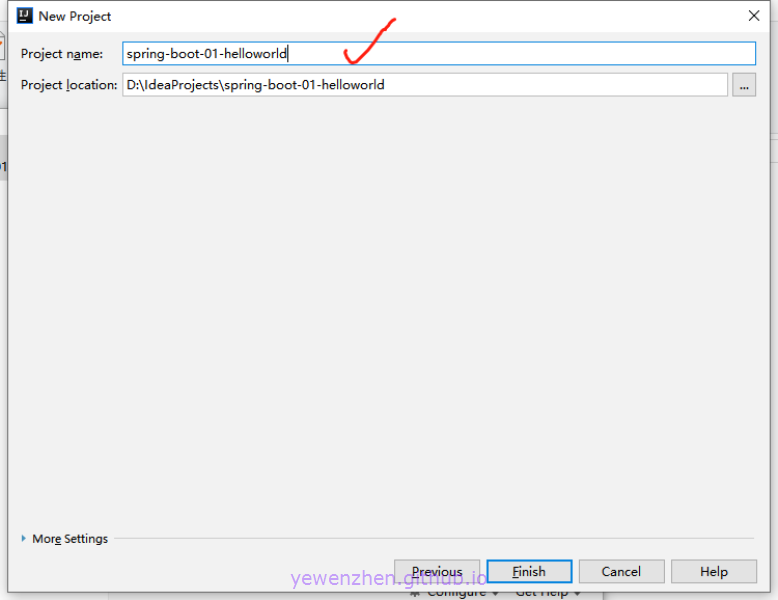 New Project
Project name: spring-boot-01-helloworld
Project location: D:\IdeaProjects\spring-boot-01-helloworld ...
More Settings
Previous Finish Cancel Help
yewenzhen.github.io
Configure Get Help